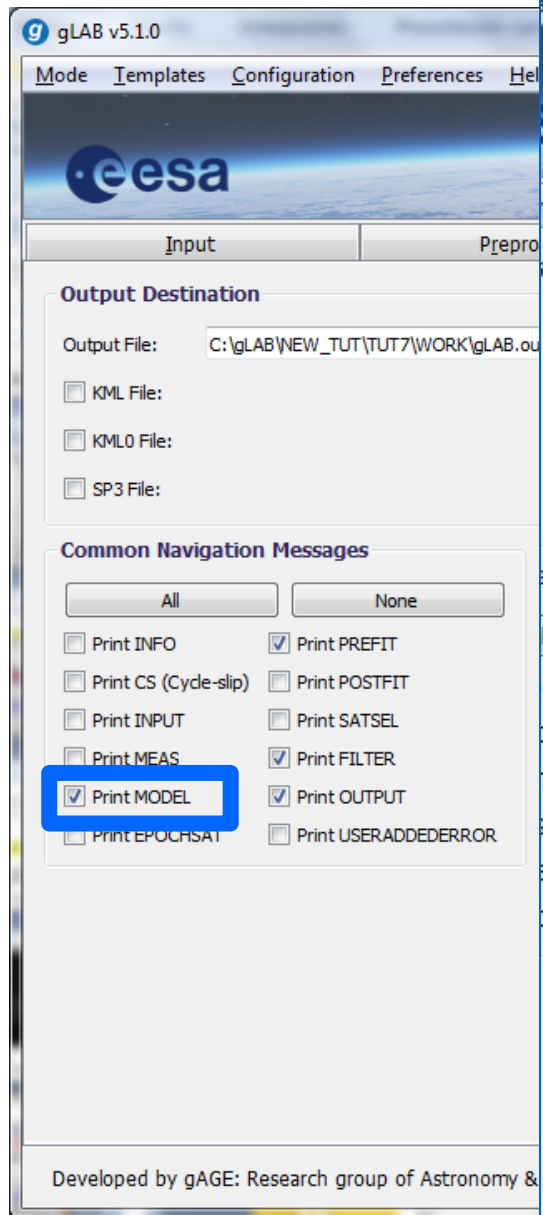 gLAB v5.1.0
Mode Templates Configuration Preferences Hel
esa
Input Prepro
Output Destination
Output File: C:\gLAB\NEW_TUT\TUT7\WORK\gLAB.ou
KML File:
KML0 File:
SP3 File:
Common Navigation Messages
All None
Print INFO Print PREFIT
Print CS (Cycle-slip) Print POSTFIT
Print INPUT Print SATSEL
Print MEAS Print FILTER
Print MODEL Print OUTPUT
Print EPOCHSAT Print USERADDEDERROR
Developed by gAGE: Research group of Astronomy &